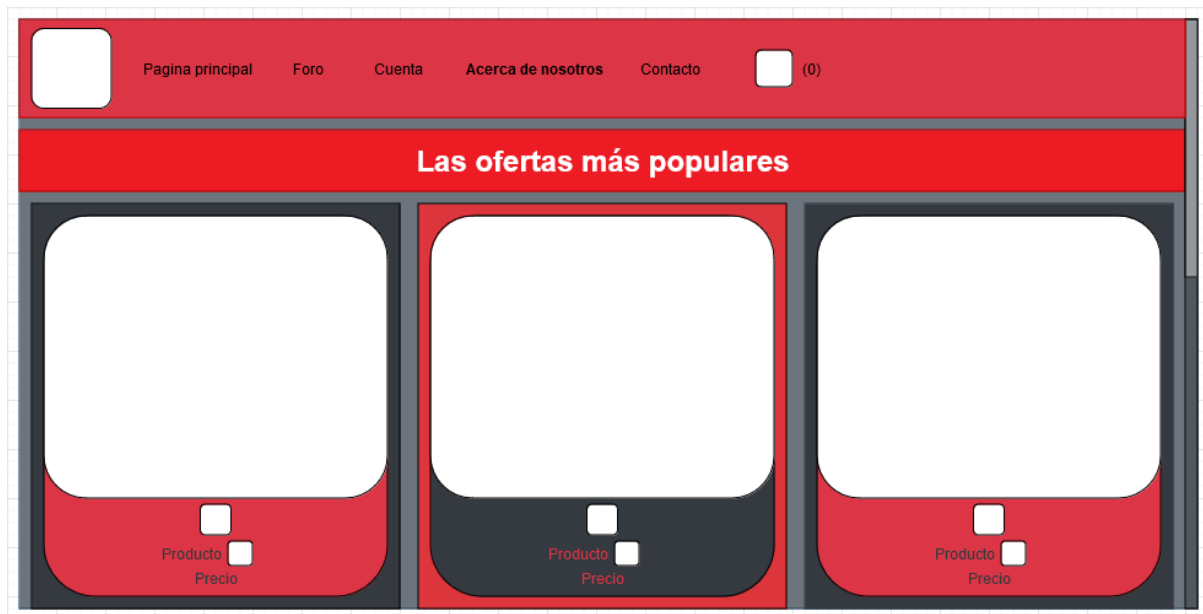 Pagina principal Foro Cuenta Acerca de nosotros Contacto (0)
Las ofertas más populares
Producto Producto Producto
Precio Precio Precio